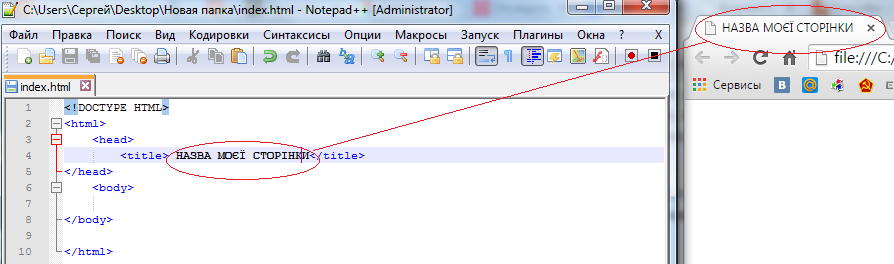 C:\Users\Сергей\Desktop\Новая папка\index.html - Notepad++ [Administrator]
Файл Правка Поиск Вид Кодировки Синтаксисы Опции Макросы Запуск Плагины Окна ? X
index.html
1 <!DOCTYPE HTML>
2 <html>
3 <head>
4 <title> НАЗВА МОЄЇ СТОРІНКИ</title>
5 </head>
6 <body>
7
8 </body>
9
10 </html>
НАЗВА МОЄЇ СТОРІНКИ
file:///C:/
Сервисы